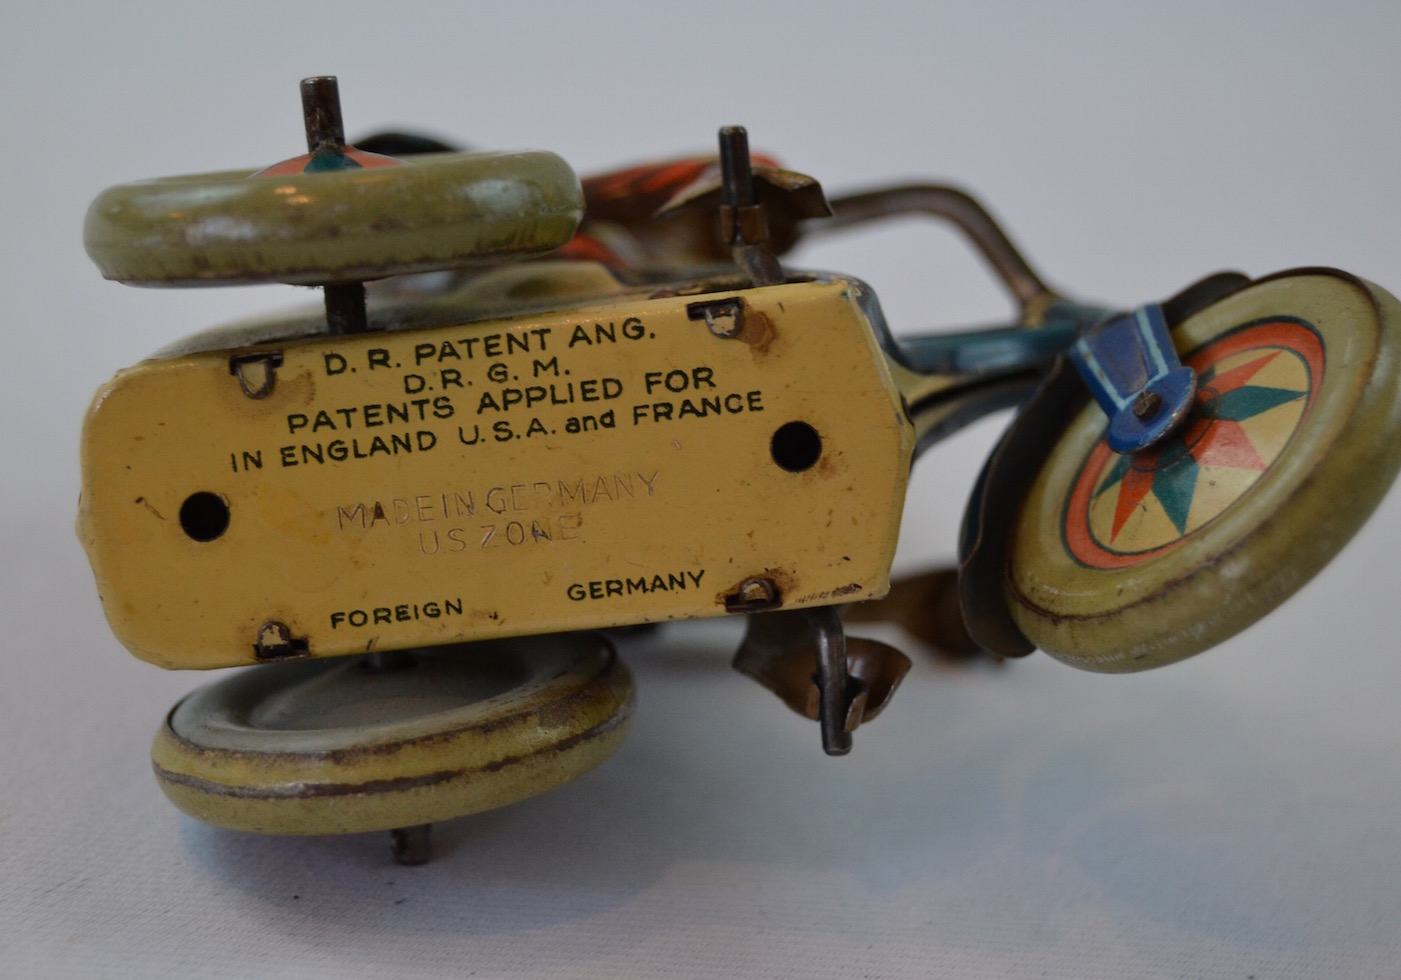 D. R. PATENT ANG.
D. R. G. M.
PATENTS APPLIED FOR
IN ENGLAND U.S.A. and FRANCE
MADE IN GERMANY
US ZONE
FOREIGN GERMANY